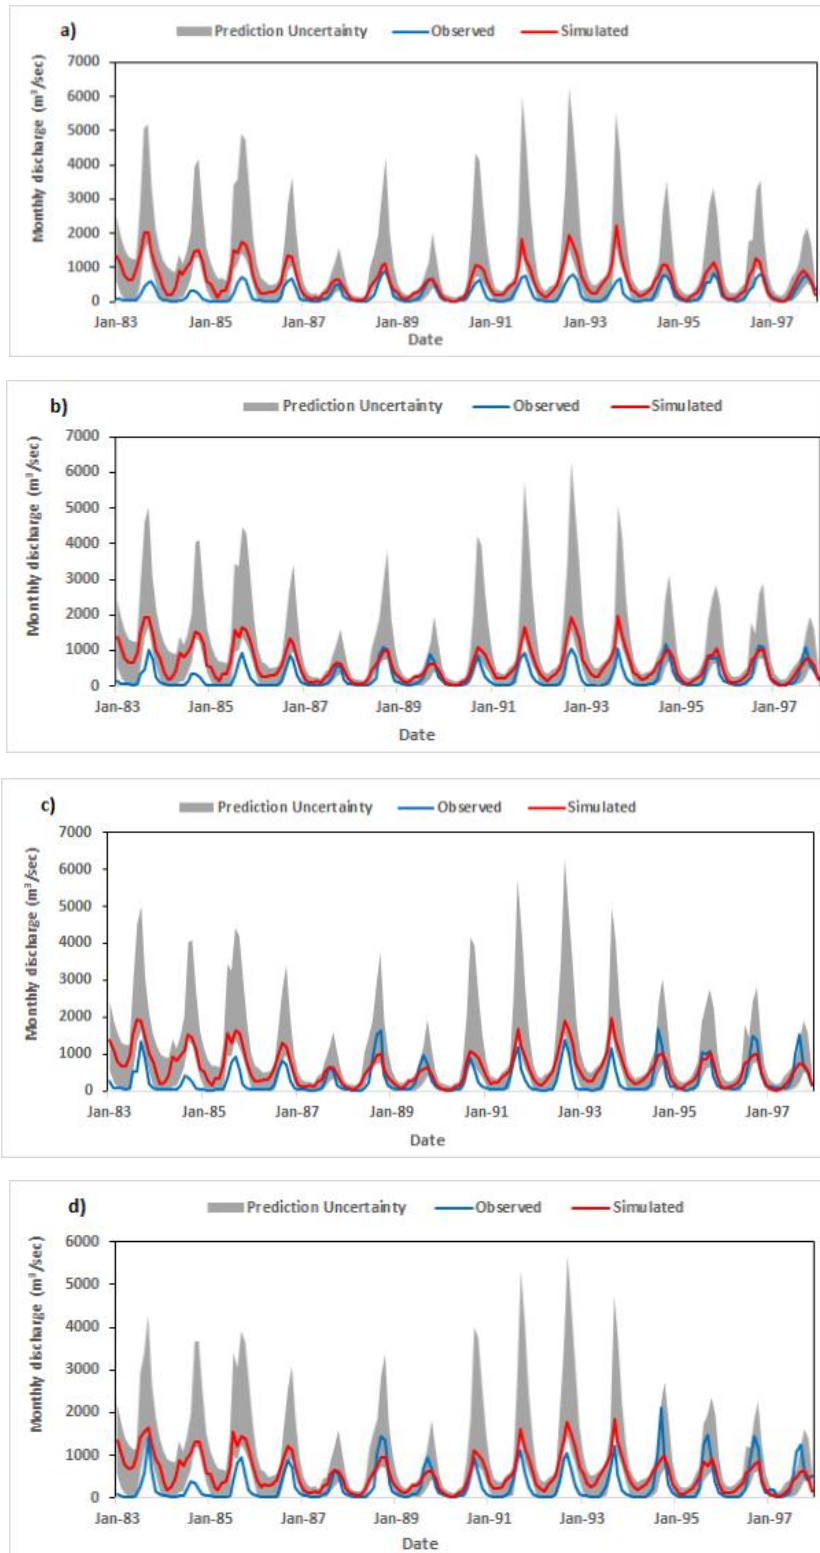 a)
Prediction Uncertainty Observed Simulated
Monthly discharge (m³/sec)
7000
6000
5000
4000
3000
2000
1000
0
Jan-83 Jan-85 Jan-87 Jan-89 Jan-91 Jan-93 Jan-95 Jan-97
Date
b)
Prediction Uncertainty Observed Simulated
Monthly discharge (m³/sec)
7000
6000
5000
4000
3000
2000
1000
0
Jan-83 Jan-85 Jan-87 Jan-89 Jan-91 Jan-93 Jan-95 Jan-97
Date
c)
Prediction Uncertainty Observed Simulated
Monthly discharge (m³/sec)
7000
6000
5000
4000
3000
2000
1000
0
Jan-83 Jan-85 Jan-87 Jan-89 Jan-91 Jan-93 Jan-95 Jan-97
Date
d)
Prediction Uncertainty Observed Simulated
Monthly discharge (m³/sec)
6000
5000
4000
3000
2000
1000
0
Jan-83 Jan-85 Jan-87 Jan-89 Jan-91 Jan-93 Jan-95 Jan-97
Date